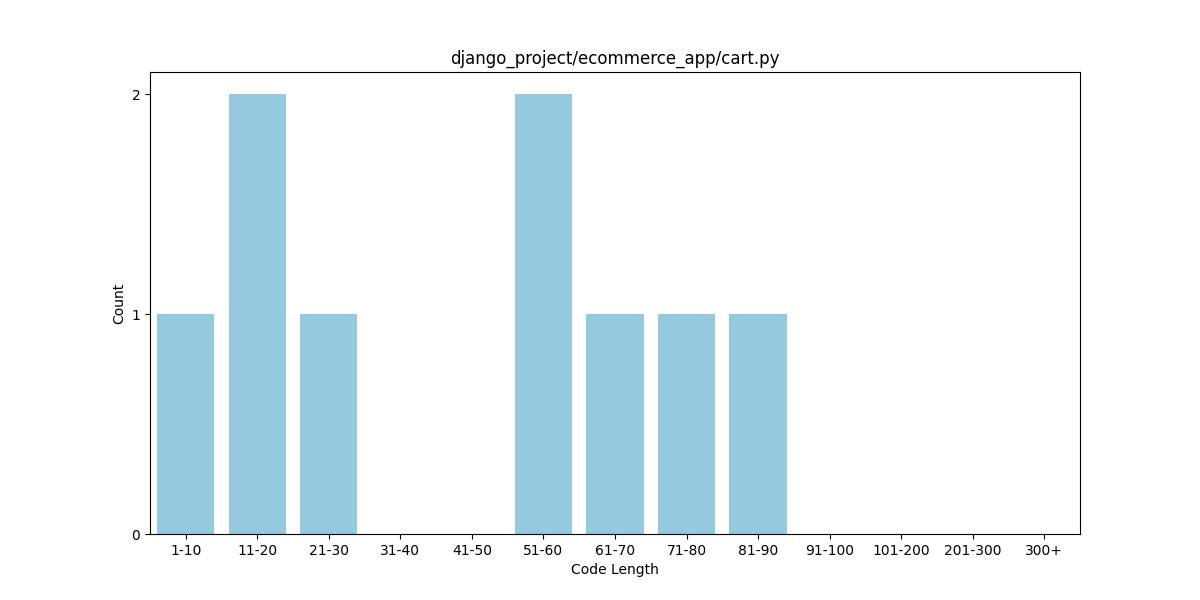 django_project/ecommerce_app/cart.py
Count
2
1
0
1-10 11-20 21-30 31-40 41-50 51-60 61-70 71-80 81-90 91-100 101-200 201-300 300+
Code Length